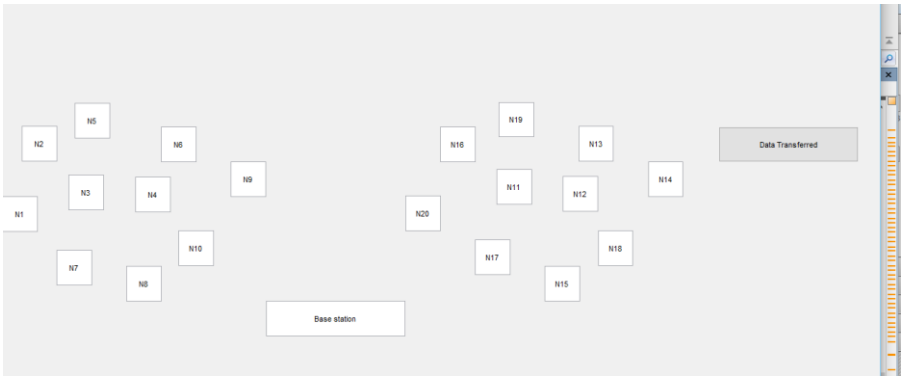 N5
N19
N2
N6
N16
N13
Data Transferred
N9
N14
N3
N4
N11
N12
N1
N20
N10
N18
N7
N17
N8
N15
Base station